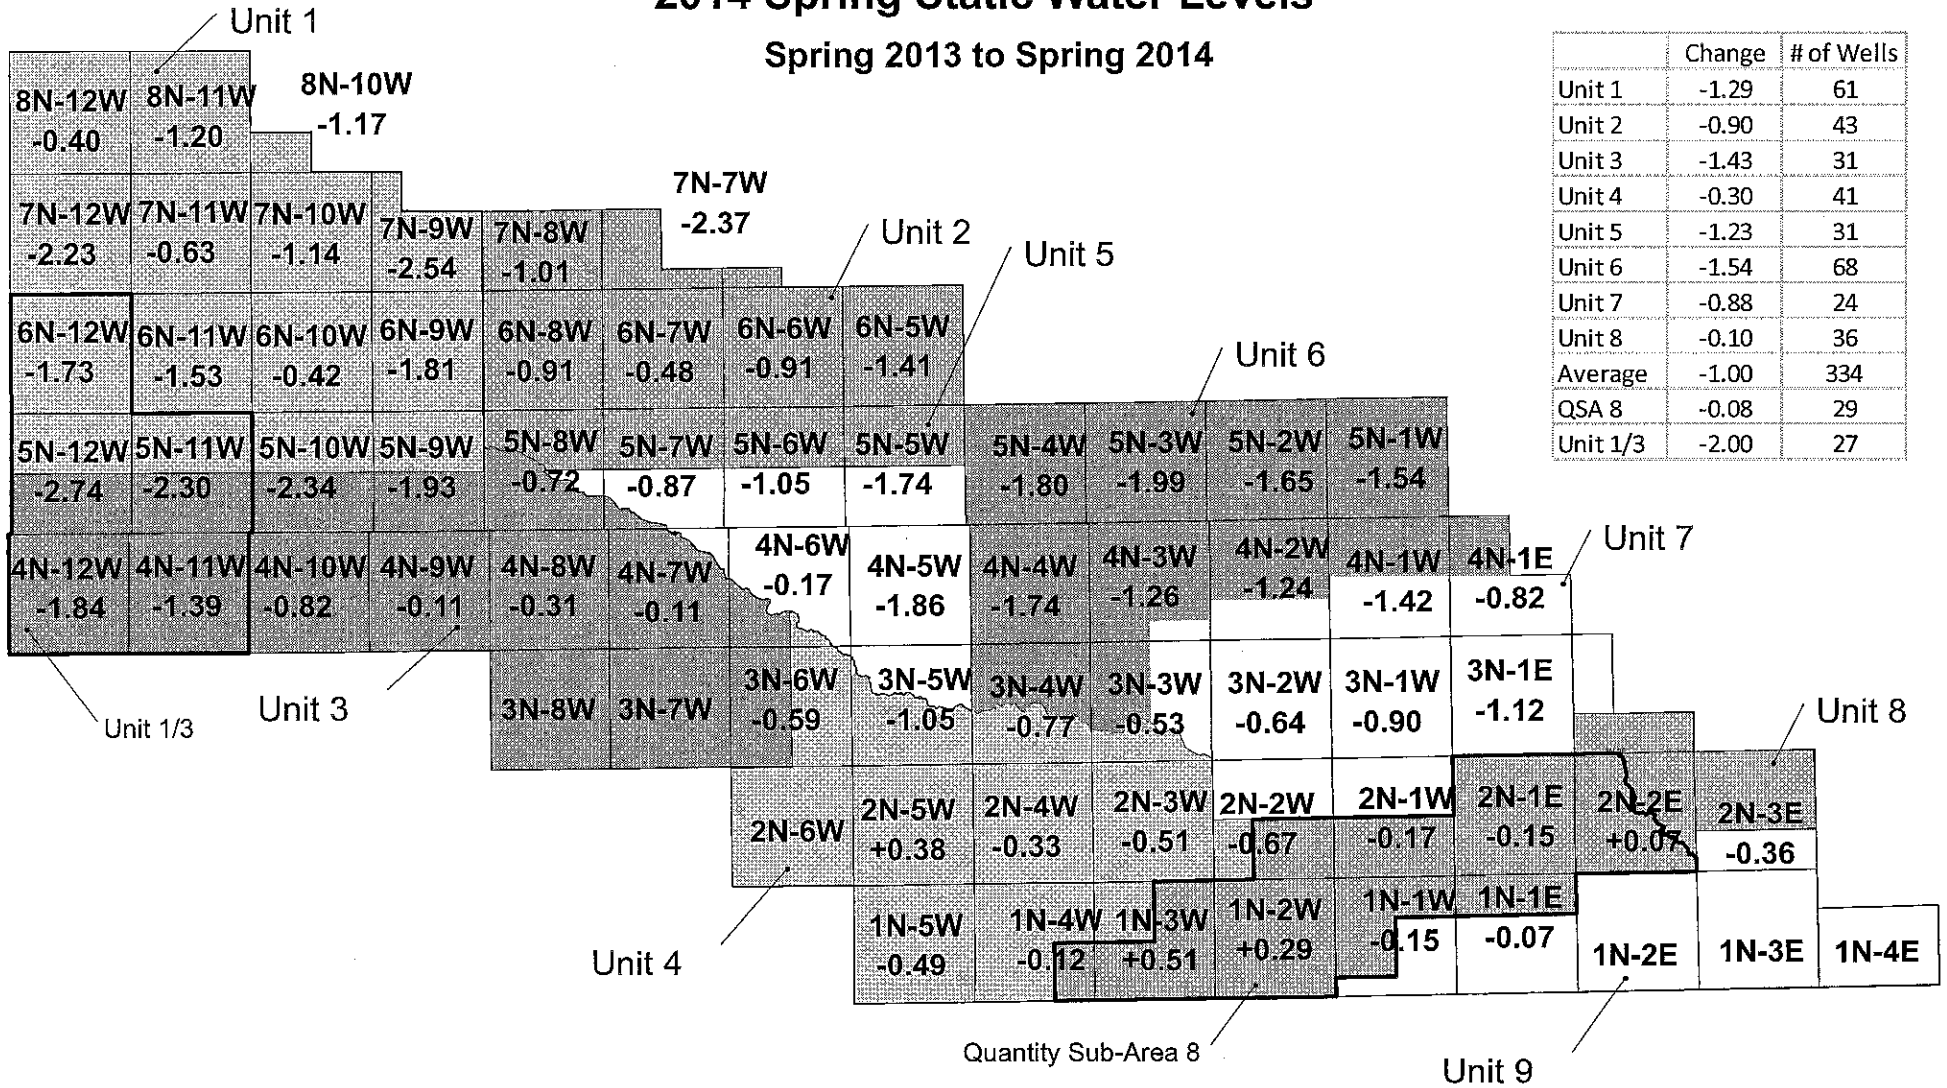 2014 Spring Static Water Levels
Spring 2013 to Spring 2014
Unit 1
8N-12W 8N-11W 8N-10W
-0.40 -1.20 -1.17
7N-7W
-2.37
7N-12W 7N-11W 7N-10W 7N-9W 7N-8W
-2.23 -0.63 -1.14 -2.54 -1.01
Unit 2
Unit 5
6N-12W 6N-11W 6N-10W 6N-9W 6N-8W 6N-7W 6N-6W 6N-5W
-1.73 -1.53 -0.42 -1.81 -0.91 -0.48 -0.91 -1.41
Unit 6
5N-12W 5N-11W 5N-10W 5N-9W 5N-8W 5N-7W 5N-6W 5N-5W 5N-4W 5N-3W 5N-2W 5N-1W
-2.74 -2.30 -2.34 -1.93 -0.72 -0.87 -1.05 -1.74 -1.80 -1.99 -1.65 -1.54
Unit 7
4N-12W 4N-11W 4N-10W 4N-9W 4N-8W 4N-7W 4N-6W 4N-5W 4N-4W 4N-3W 4N-2W 4N-1W 4N-1E
-1.84 -1.39 -0.82 -0.11 -0.31 -0.11 -0.17 -1.86 -1.74 -1.26 -1.24 -1.42 -0.82
Unit 1/3
Unit 3
3N-8W 3N-7W 3N-6W 3N-5W 3N-4W 3N-3W 3N-2W 3N-1W 3N-1E
-0.59 -1.05 -0.77 -0.53 -0.64 -0.90 -1.12
Unit 8
2N-6W 2N-5W 2N-4W 2N-3W 2N-2W 2N-1W 2N-1E 2N-2E 2N-3E
+0.38 -0.33 -0.51 -0.67 -0.17 -0.15 +0.07 -0.36
Unit 4
1N-5W 1N-4W 1N-3W 1N-2W 1N-1W 1N-1E 1N-2E 1N-3E 1N-4E
-0.49 -0.12 +0.51 +0.29 -0.15 -0.07
Quantity Sub-Area 8
Unit 9
Change # of Wells
Unit 1 -1.29 61
Unit 2 -0.90 43
Unit 3 -1.43 31
Unit 4 -0.30 41
Unit 5 -1.23 31
Unit 6 -1.54 68
Unit 7 -0.88 24
Unit 8 -0.10 36
Average -1.00 334
QSA 8 -0.08 29
Unit 1/3 -2.00 27